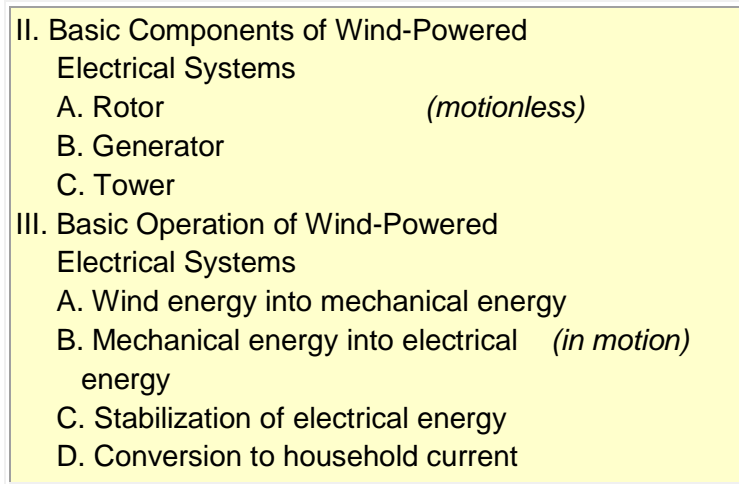 II. Basic Components of Wind-Powered
Electrical Systems
A. Rotor (motionless)
B. Generator
C. Tower
III. Basic Operation of Wind-Powered
Electrical Systems
A. Wind energy into mechanical energy
B. Mechanical energy into electrical (in motion)
energy
C. Stabilization of electrical energy
D. Conversion to household current